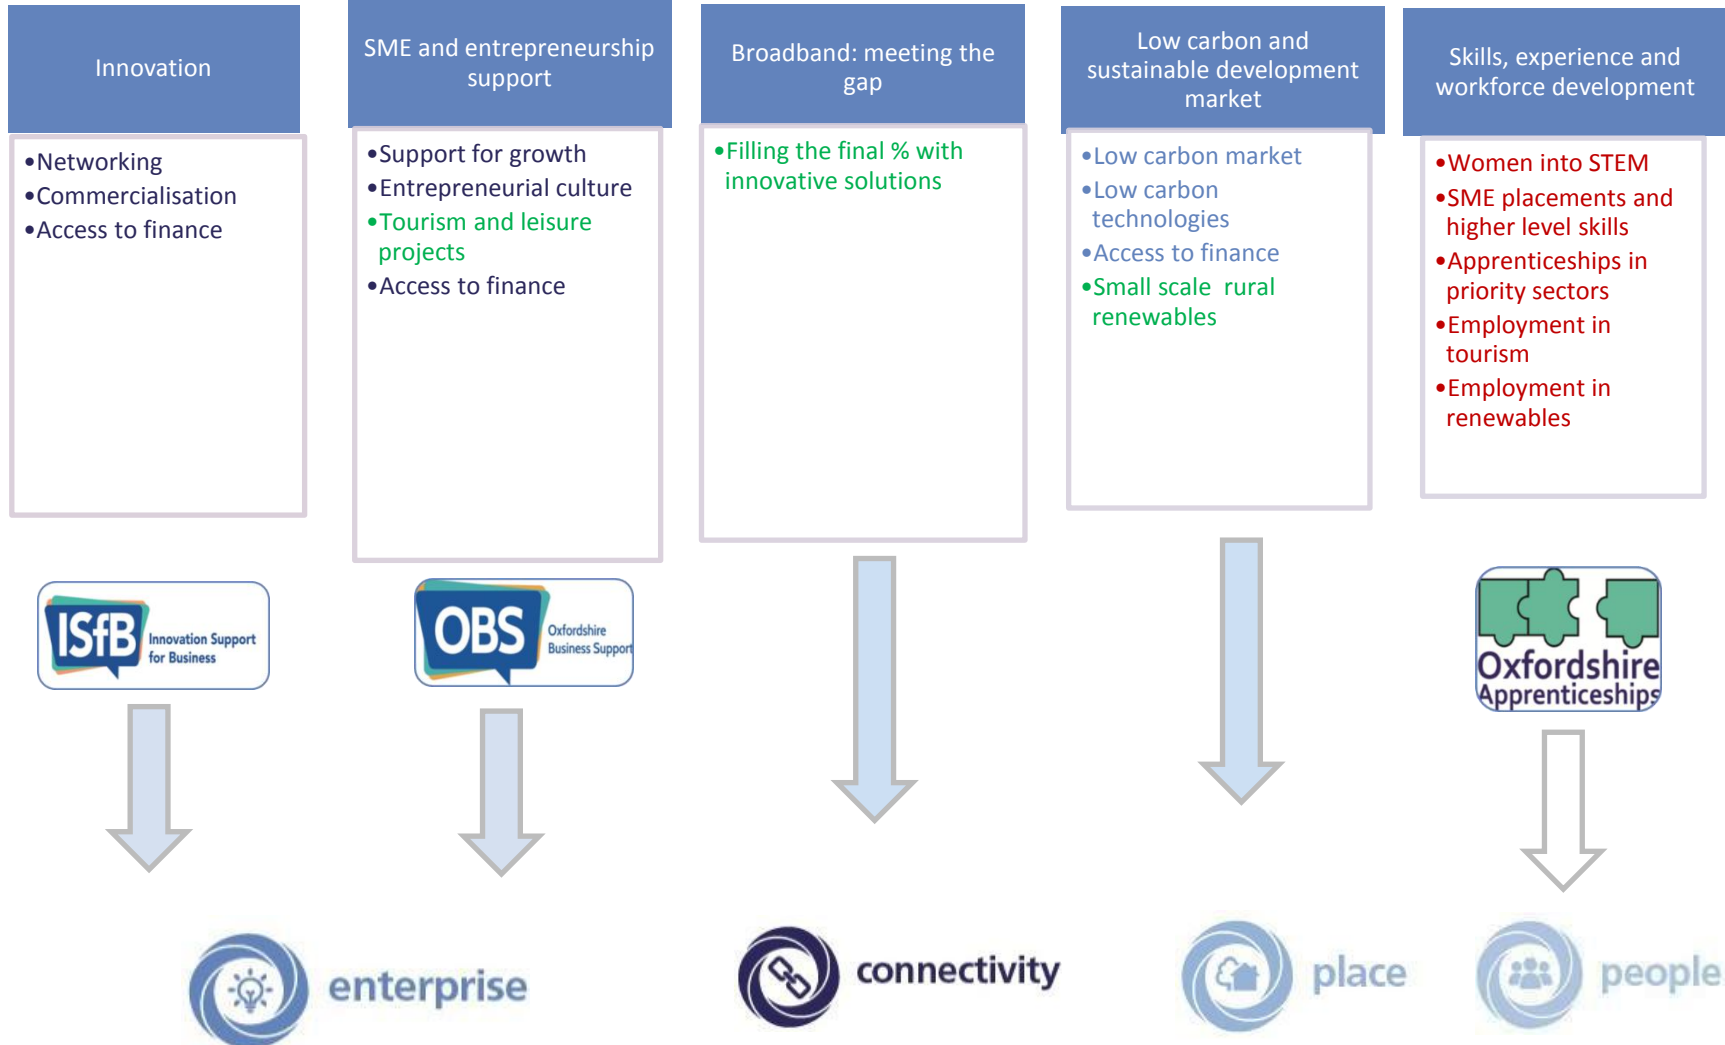 Innovation
•Networking
•Commercialisation
•Access to finance
SME and entrepreneurship
support
•Support for growth
•Entrepreneurial culture
•Tourism and leisure
projects
•Access to finance
Broadband: meeting the
gap
•Filling the final % with
innovative solutions
Low carbon and
sustainable development
market
•Low carbon market
•Low carbon
technologies
•Access to finance
•Small scale  rural
renewables
Skills, experience and
workforce development
•Women into STEM
•SME placements and
higher level skills
•Apprenticeships in
priority sectors
•Employment in
tourism
•Employment in
renewables
ISfB
Innovation Support
for Business
OBS
Oxfordshire
Business Support
Oxfordshire
Apprenticeships
enterprise
connectivity
place
people